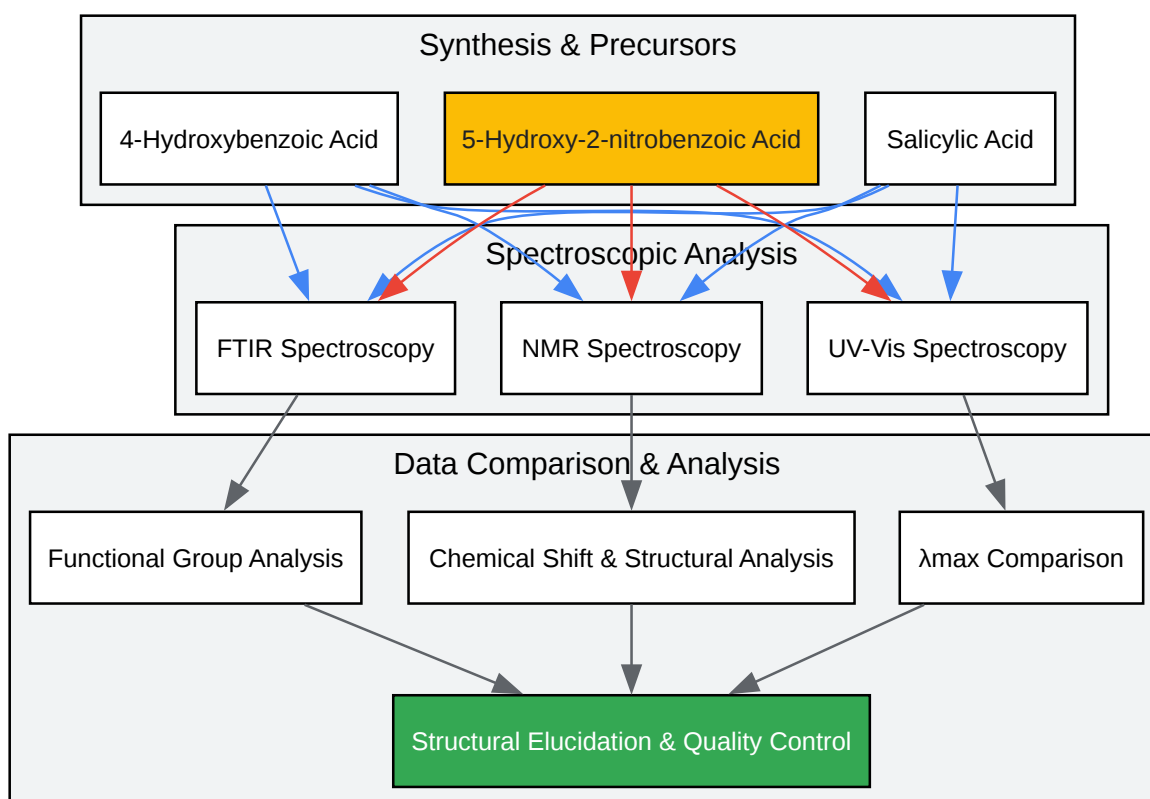 Synthesis & Precursors
4-Hydroxybenzoic Acid
5-Hydroxy-2-nitrobenzoic Acid
Salicylic Acid
Spectroscopic Analysis
FTIR Spectroscopy
NMR Spectroscopy
UV-Vis Spectroscopy
Data Comparison & Analysis
Functional Group Analysis
Chemical Shift & Structural Analysis
λmax Comparison
Structural Elucidation & Quality Control